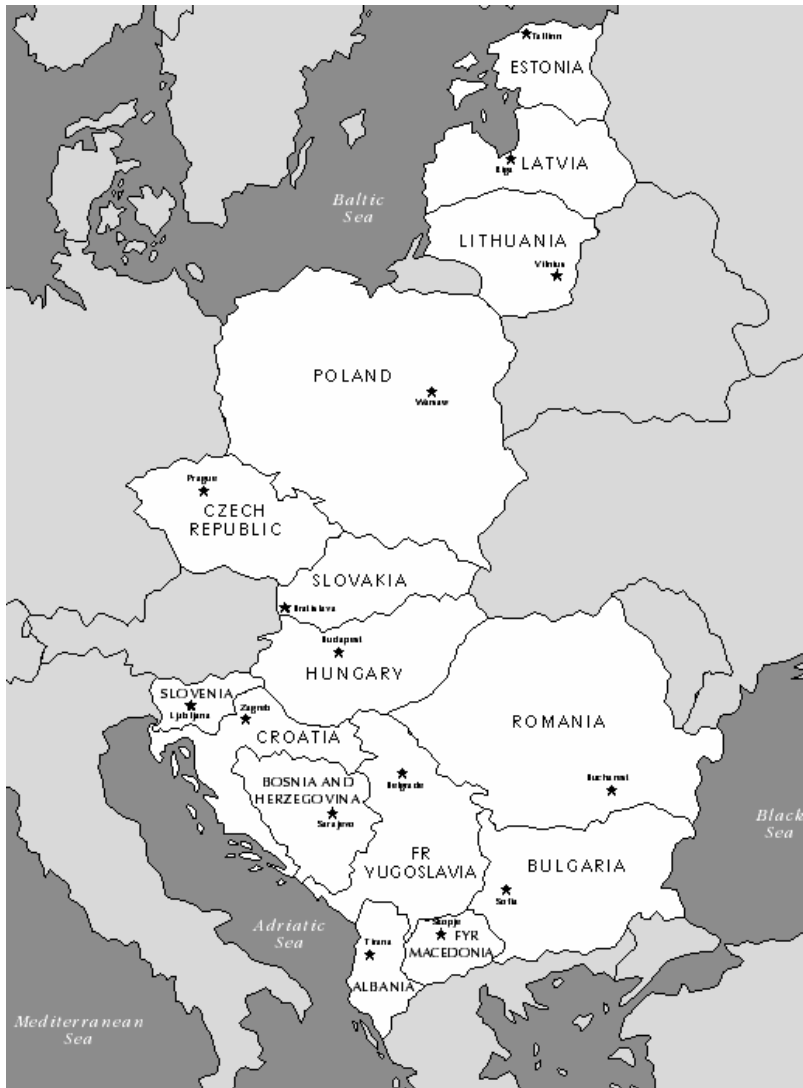 Tallinn
ESTONIA
Riga
LATVIA
Baltic
Sea
LITHUANIA
Vilnius
POLAND
Warsaw
Prague
CZECH
REPUBLIC
SLOVAKIA
Bratislava
Budapest
HUNGARY
SLOVENIA
Ljubljana
Zagreb
CROATIA
ROMANIA
Bucharest
BOSNIA AND
HERZEGOVINA
Sarajevo
Belgrade
Black
Sea
FR
YUGOSLAVIA
BULGARIA
Sofia
Adriatic
Sea
Skopje
FYR
MACEDONIA
Tirana
ALBANIA
Mediterranean
Sea